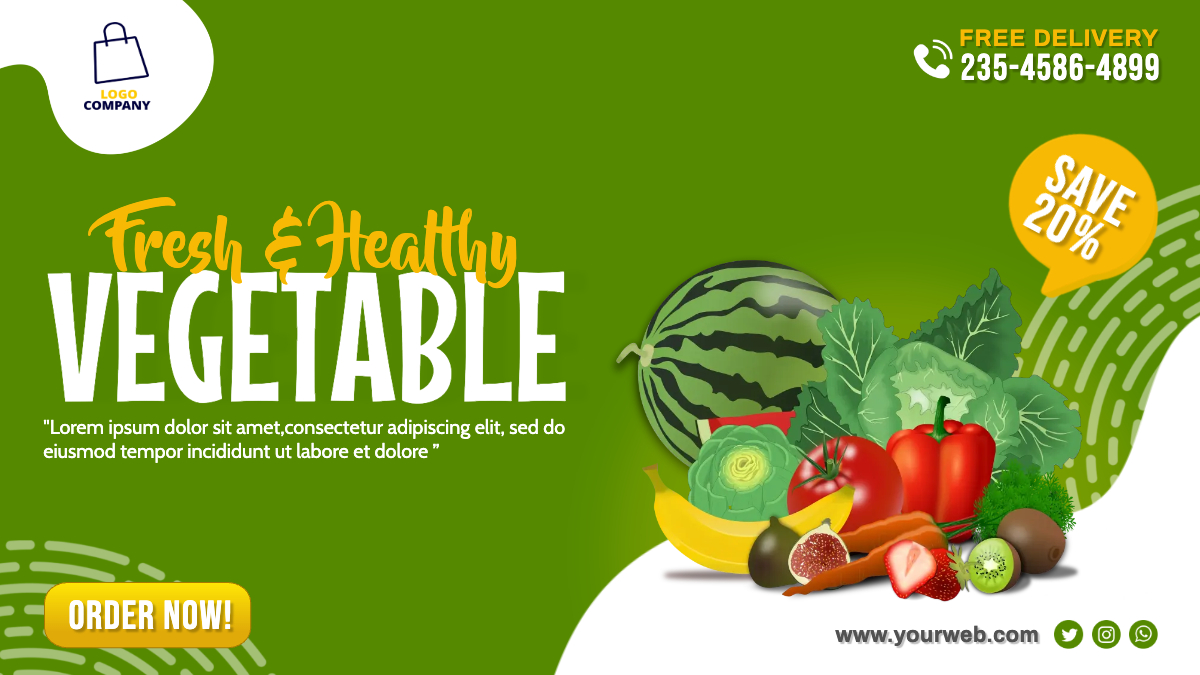 LOGO
COMPANY
FREE DELIVERY
235-4586-4899
SAVE
20%
Fresh & Healthy
VEGETABLE
"Lorem ipsum dolor sit amet,consectetur adipiscing elit, sed do
eiusmod tempor incididunt ut labore et dolore ”
ORDER NOW!
www.yourweb.com